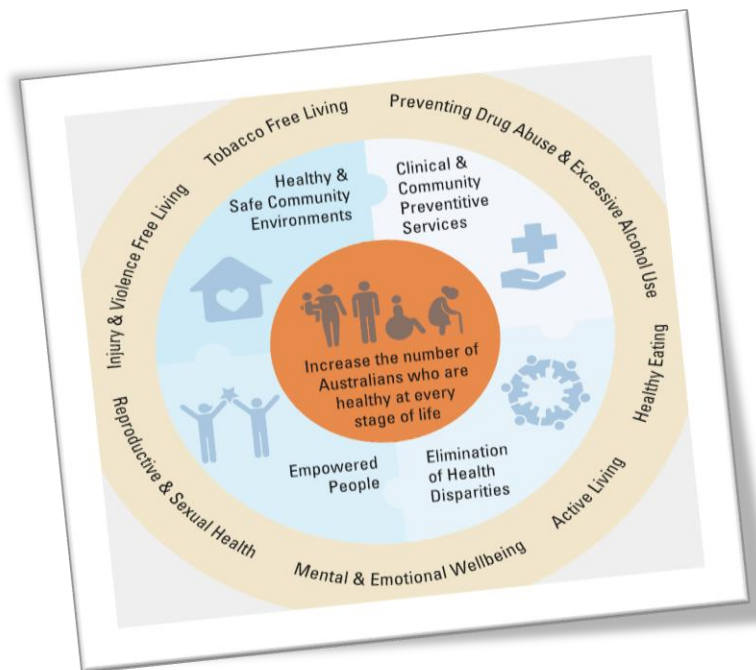 Tobacco Free Living
Preventing Drug Abuse & Excessive Alcohol Use
Injury & Violence Free Living
Healthy &
Safe Community
Environments
Clinical &
Community
Preventitive
Services
Increase the number of
Australians who are
healthy at every
stage of life
Empowered
People
Elimination
of Health
Disparities
Healthy Eating
Active Living
Mental & Emotional Wellbeing
Reproductive & Sexual Health